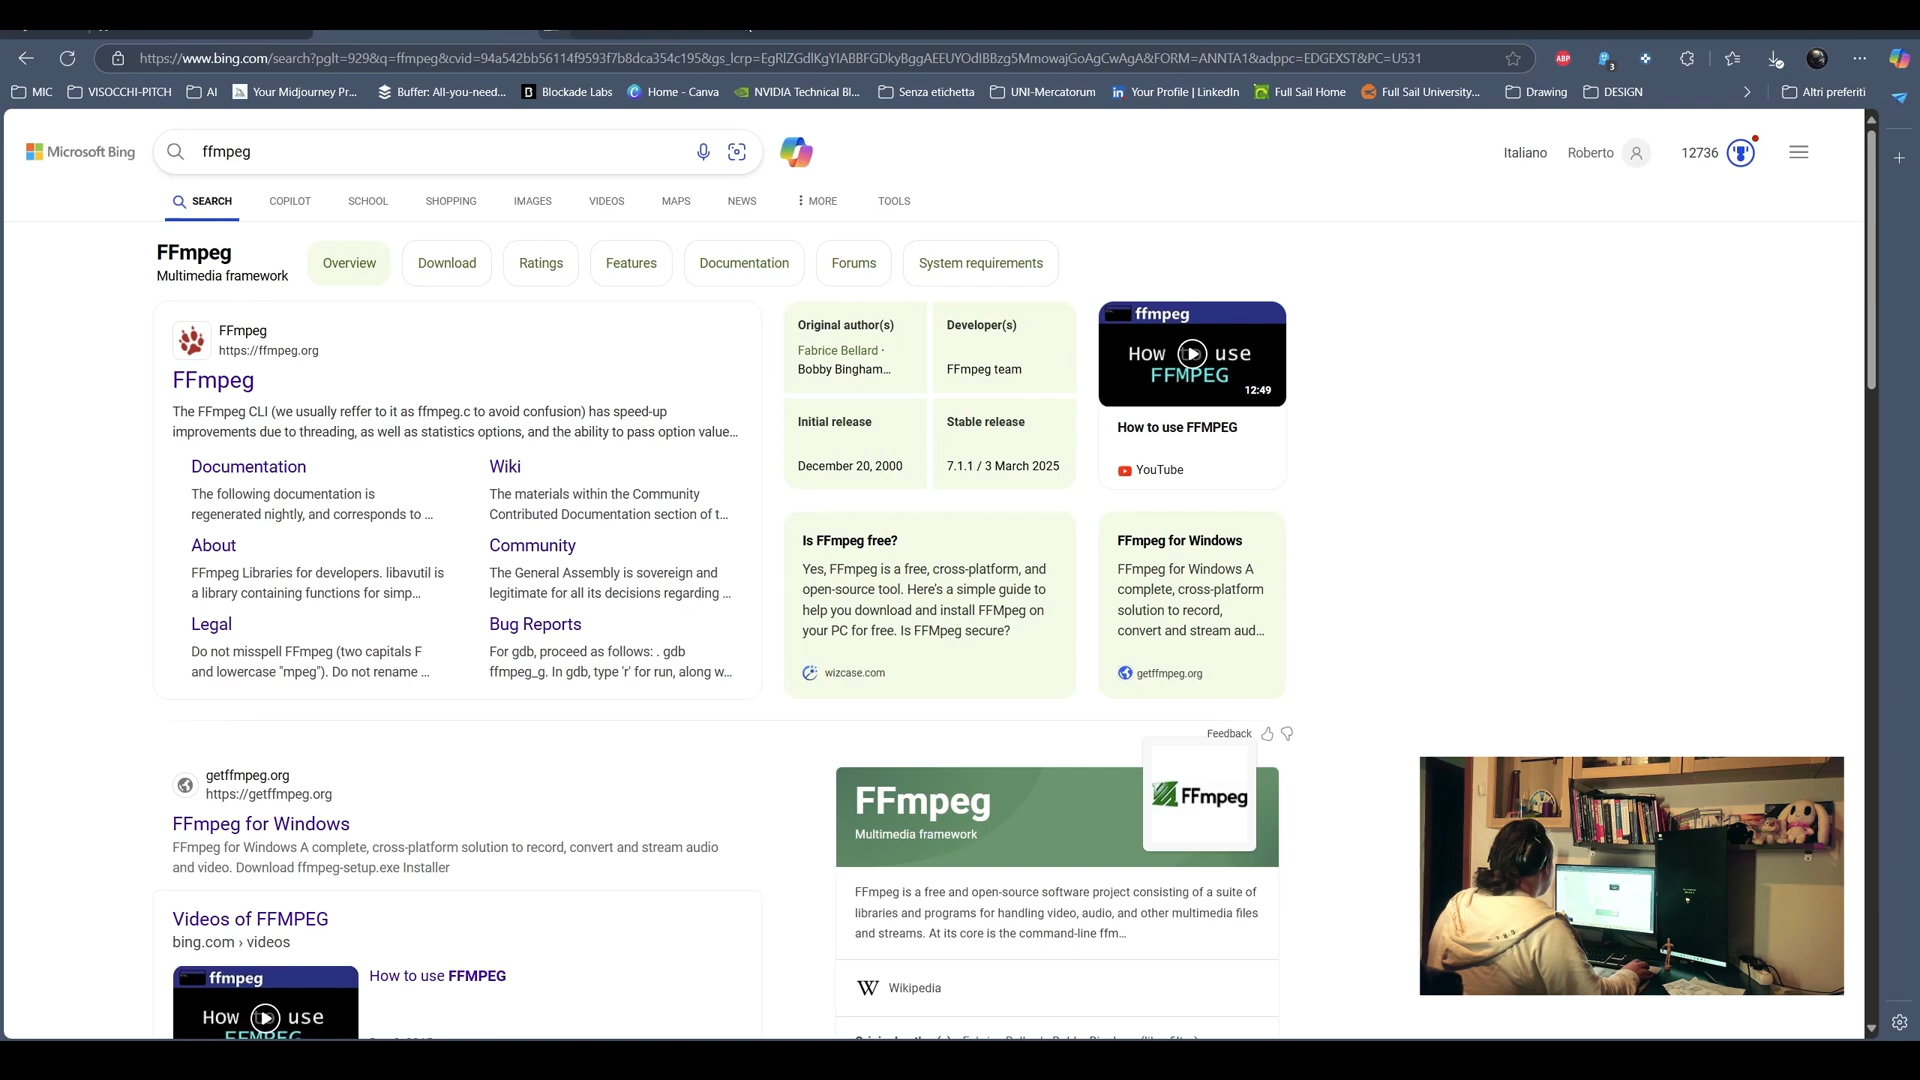 https://www.bing.com/search?pglt=929&q=ffmpeg&cvid=94a542bb56114f9593f7b8dca354c195&gs_lcrp=EgRlZGdlKgYIABBFGDkyBggAEEUYOdIBBzg5MmowajGoAgCwAgA&FORM=ANNTA1&adppc=EDGEXST&PC=U531
ABP
3
MIC
VISOCCHI-PITCH
AI
Your Midjourney Pr...
Buffer: All-you-need...
Blockade Labs
Home - Canva
NVIDIA Technical Bl...
Senza etichetta
UNI-Mercatorum
Your Profile | LinkedIn
Full Sail Home
Full Sail University...
Drawing
DESIGN
Altri preferiti
Microsoft Bing
ffmpeg
Italiano
Roberto
12736
SEARCH
COPILOT
SCHOOL
SHOPPING
IMAGES
VIDEOS
MAPS
NEWS
MORE
TOOLS
FFmpeg
Multimedia framework
Overview
Download
Ratings
Features
Documentation
Forums
System requirements
FFmpeg
https://ffmpeg.org
FFmpeg
The FFmpeg CLI (we usually reffer to it as ffmpeg.c to avoid confusion) has speed-up
improvements due to threading, as well as statistics options, and the ability to pass option value...
Documentation
The following documentation is
regenerated nightly, and corresponds to ...
Wiki
The materials within the Community
Contributed Documentation section of t...
About
FFmpeg Libraries for developers. libavutil is
a library containing functions for simp...
Community
The General Assembly is sovereign and
legitimate for all its decisions regarding ...
Legal
Do not misspell FFmpeg (two capitals F
and lowercase "mpeg"). Do not rename ...
Bug Reports
For gdb, proceed as follows: . gdb
ffmpeg_g. In gdb, type 'r' for run, along w...
Original author(s)
Fabrice Bellard ·
Bobby Bingham...
Developer(s)
FFmpeg team
Initial release
December 20, 2000
Stable release
7.1.1 / 3 March 2025
ffmpeg
How to use
FFMPEG
12:49
How to use FFMPEG
YouTube
Is FFmpeg free?
Yes, FFmpeg is a free, cross-platform, and
open-source tool. Here's a simple guide to
help you download and install FFMpeg on
your PC for free. Is FFMpeg secure?
wizcase.com
FFmpeg for Windows
FFmpeg for Windows A
complete, cross-platform
solution to record,
convert and stream aud...
getffmpeg.org
Feedback
getffmpeg.org
https://getffmpeg.org
FFmpeg for Windows
FFmpeg for Windows A complete, cross-platform solution to record, convert and stream audio
and video. Download ffmpeg-setup.exe Installer
Videos of FFMPEG
bing.com › videos
ffmpeg
How to use
FFMPEG
How to use FFMPEG
FFmpeg
Multimedia framework
FFmpeg
FFmpeg is a free and open-source software project consisting of a suite of
libraries and programs for handling video, audio, and other multimedia files
and streams. At its core is the command-line ffm...
W
Wikipedia